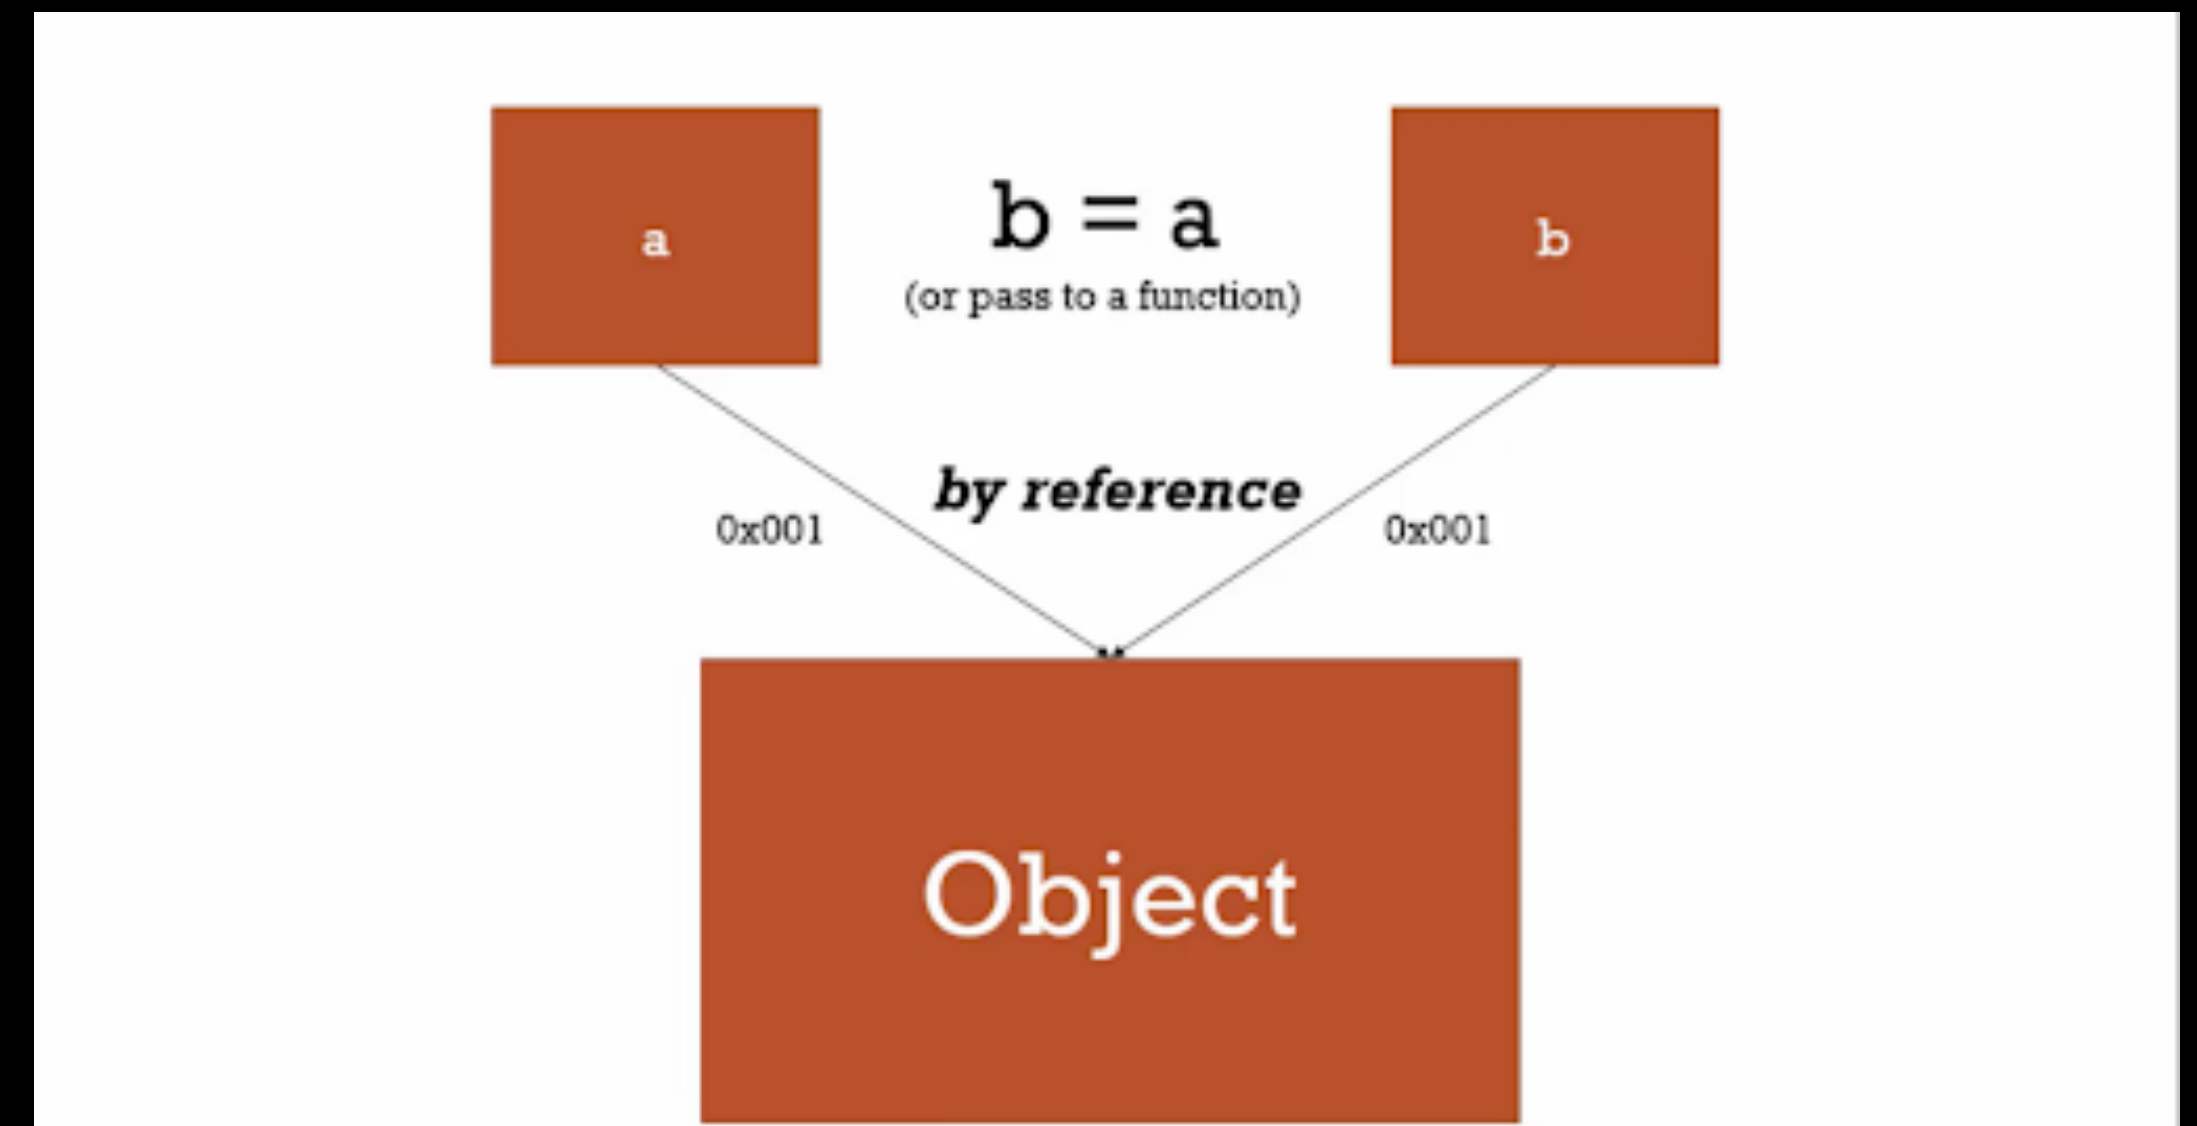 a
b = a
b
(or pass to a function)
by reference
0x001
0x001
Object